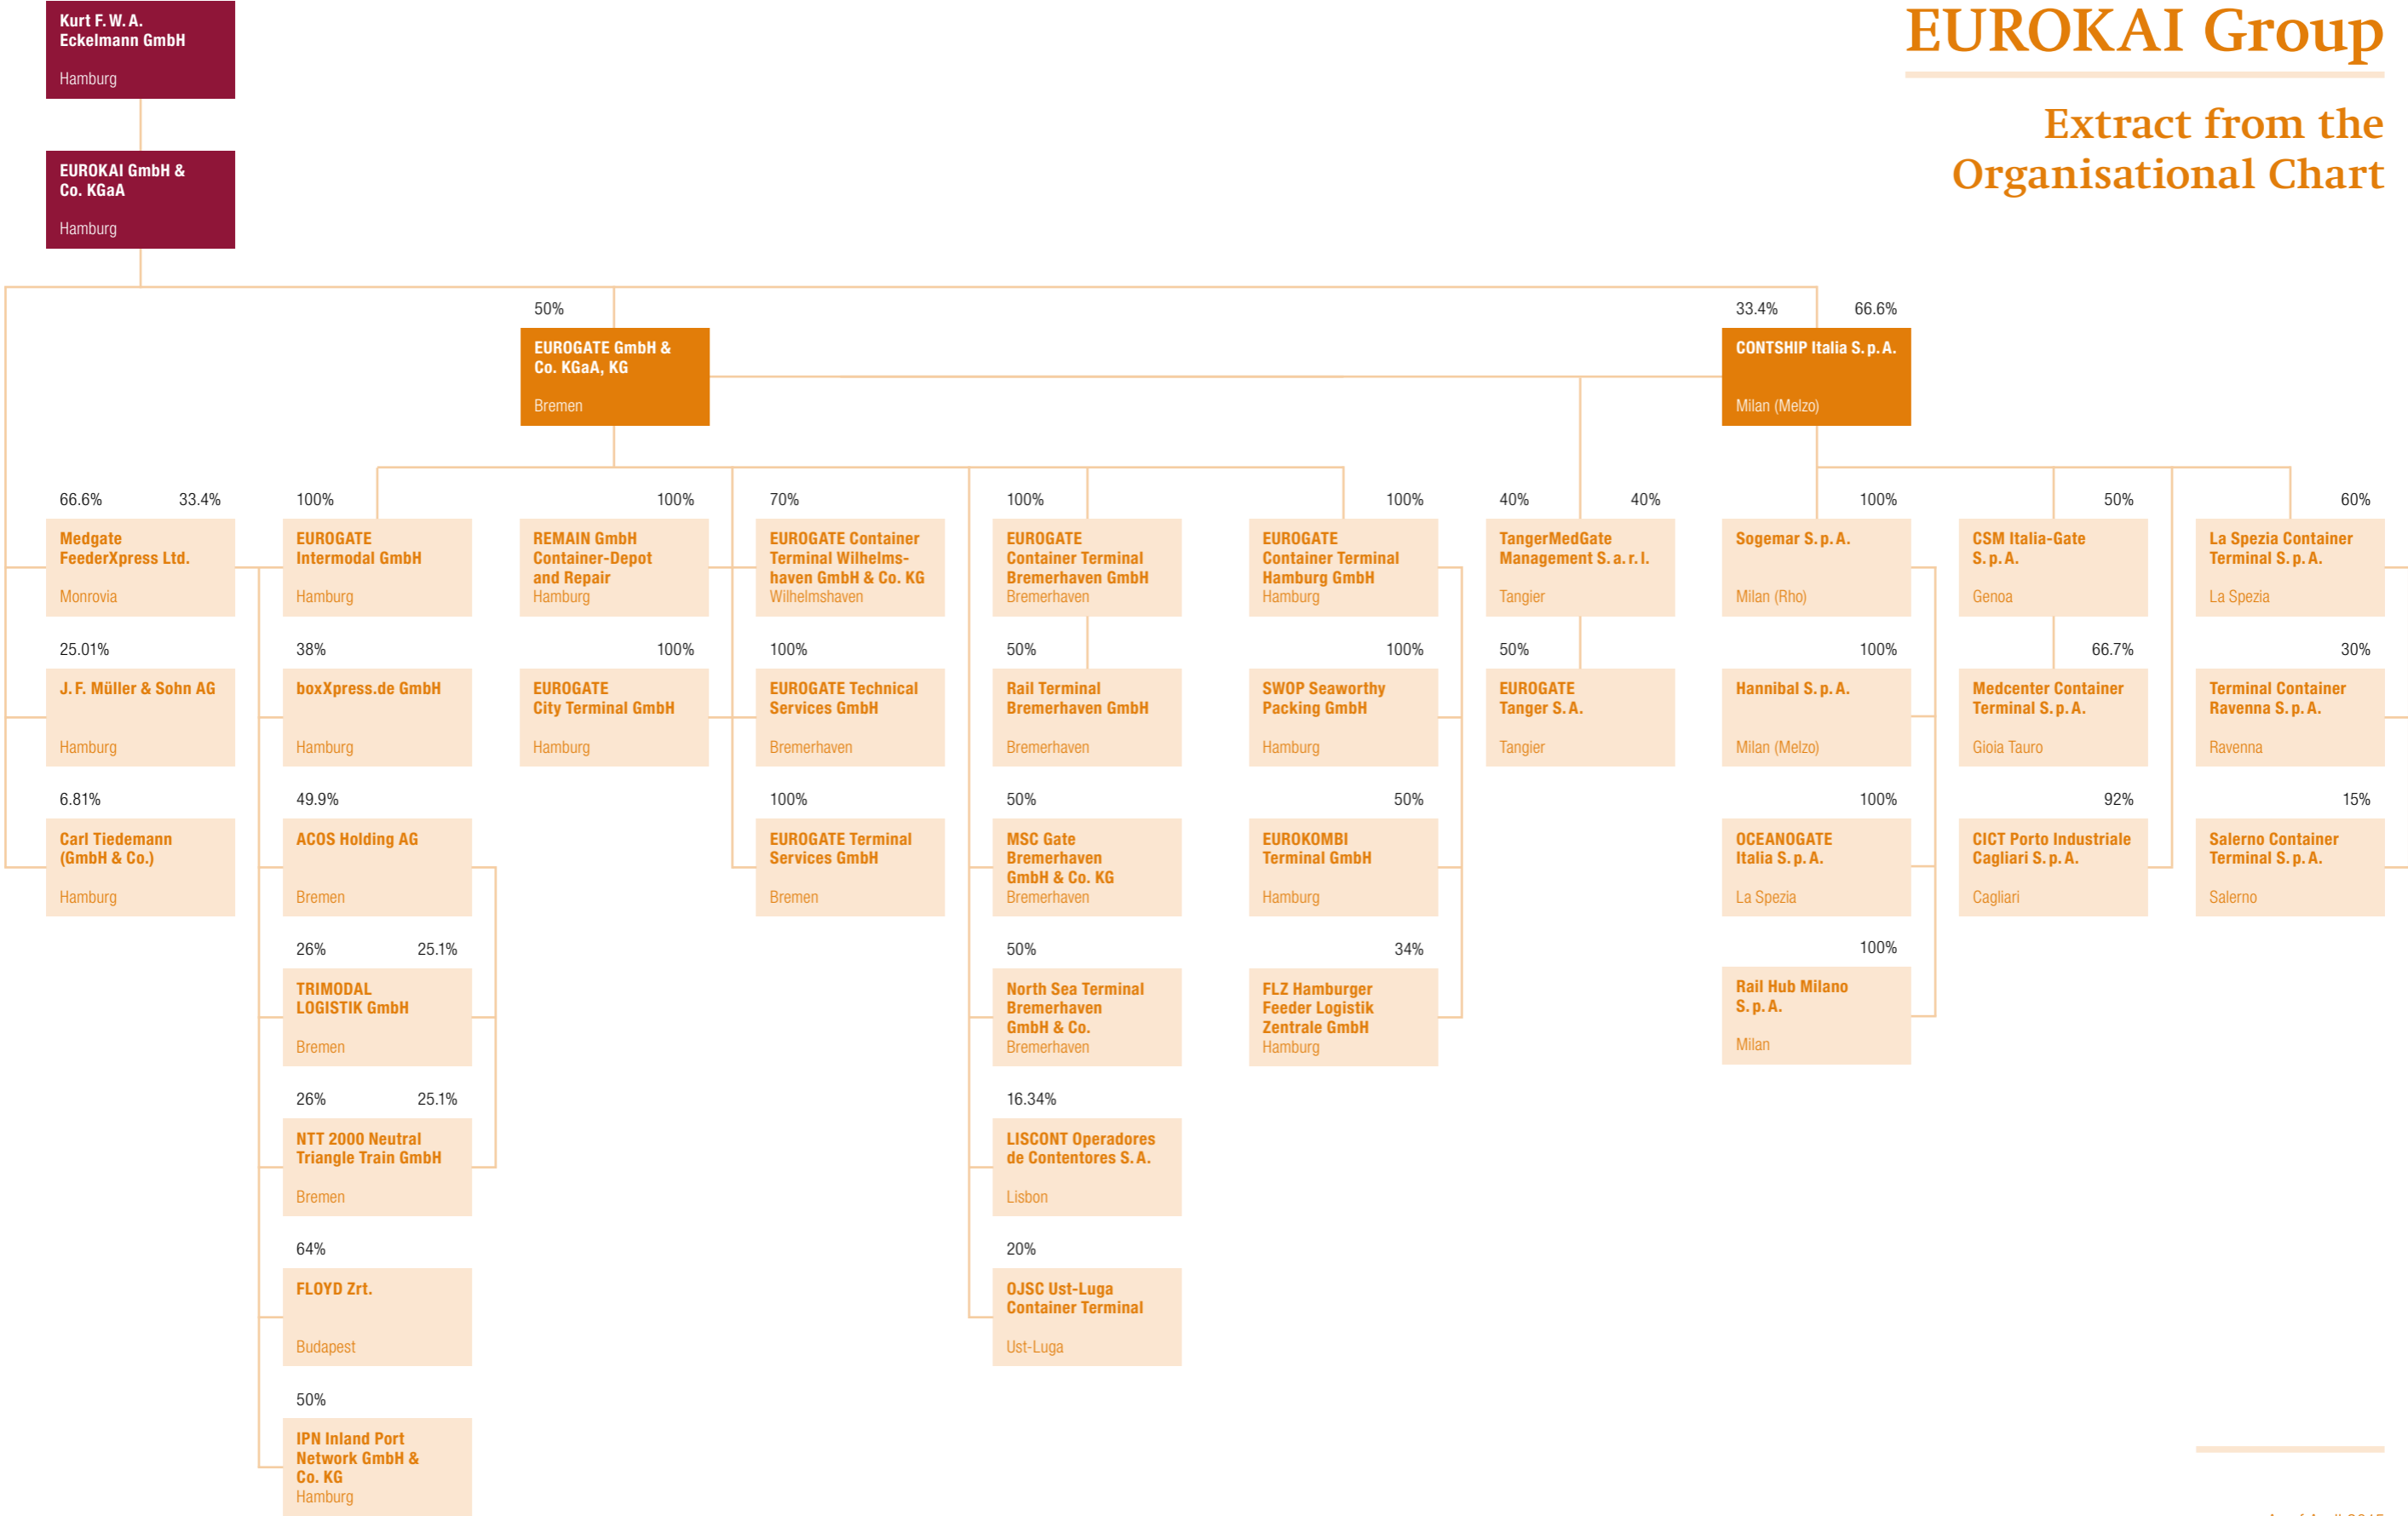 Kurt F. W. A.
Eckelmann GmbH
Hamburg
EUROKAI Group
Extract from the
Organisational Chart
EUROKAI GmbH &
Co. KGaA
Hamburg
50%
EUROGATE GmbH &
Co. KGaA, KG
Bremen
33.4% 66.6%
CONTSHIP Italia S. p. A.
Milan (Melzo)
66.6% 33.4%
Medgate
FeederXpress Ltd.
Monrovia
25.01%
J. F. Müller & Sohn AG
Hamburg
6.81%
Carl Tiedemann
(GmbH & Co.)
Hamburg
100%
EUROGATE
Intermodal GmbH
Hamburg
38%
boxXpress.de GmbH
Hamburg
49.9%
ACOS Holding AG
Bremen
26% 25.1%
TRIMODAL
LOGISTIK GmbH
Bremen
26% 25.1%
NTT 2000 Neutral
Triangle Train GmbH
Bremen
64%
FLOYD Zrt.
Budapest
50%
IPN Inland Port
Network GmbH &
Co. KG
Hamburg
100%
REMAIN GmbH
Container-Depot
and Repair
Hamburg
100%
EUROGATE
City Terminal GmbH
Hamburg
70%
EUROGATE Container
Terminal Wilhelms-
haven GmbH & Co. KG
Wilhelmshaven
100%
EUROGATE Technical
Services GmbH
Bremerhaven
100%
EUROGATE Terminal
Services GmbH
Bremen
100%
EUROGATE
Container Terminal
Bremerhaven GmbH
Bremerhaven
50%
Rail Terminal
Bremerhaven GmbH
Bremerhaven
50%
MSC Gate
Bremerhaven
GmbH & Co. KG
Bremerhaven
50%
North Sea Terminal
Bremerhaven
GmbH & Co.
Bremerhaven
16.34%
LISCONT Operadores
de Contentores S. A.
Lisbon
20%
OJSC Ust-Luga
Container Terminal
Ust-Luga
100%
EUROGATE
Container Terminal
Hamburg GmbH
Hamburg
100%
SWOP Seaworthy
Packing GmbH
Hamburg
50%
EUROKOMBI
Terminal GmbH
Hamburg
34%
FLZ Hamburger
Feeder Logistik
Zentrale GmbH
Hamburg
40% 40%
TangerMedGate
Management S. a. r. l.
Tangier
50%
EUROGATE
Tanger S. A.
Tangier
100%
Sogemar S. p. A.
Milan (Rho)
100%
Hannibal S. p. A.
Milan (Melzo)
100%
OCEANOGATE
Italia S. p. A.
La Spezia
100%
Rail Hub Milano
S. p. A.
Milan
50%
CSM Italia-Gate
S. p. A.
Genoa
66.7%
Medcenter Container
Terminal S. p. A.
Gioia Tauro
92%
CICT Porto Industriale
Cagliari S. p. A.
Cagliari
60%
La Spezia Container
Terminal S. p. A.
La Spezia
30%
Terminal Container
Ravenna S. p. A.
Ravenna
15%
Salerno Container
Terminal S. p. A.
Salerno